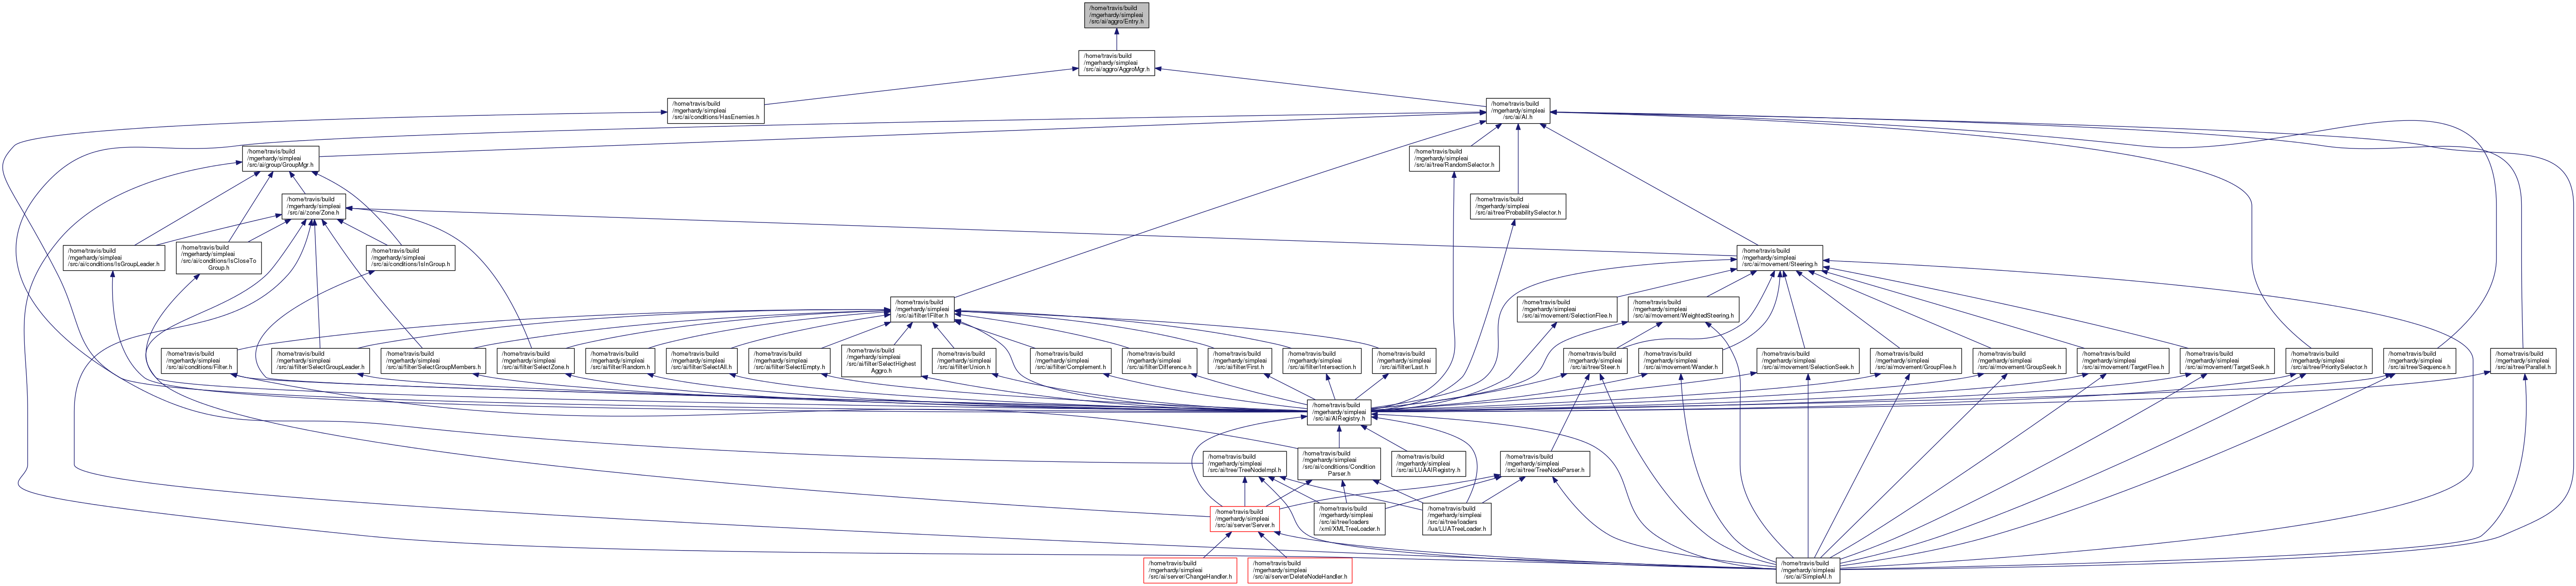 /home/travis/build
/mgerhardy/simpleai
/src/ai/aggro/Entry.h
/home/travis/build
/mgerhardy/simpleai
/src/ai/aggro/AggroMgr.h
/home/travis/build
/mgerhardy/simpleai
/src/ai/conditions/HasEnemies.h
/home/travis/build
/mgerhardy/simpleai
/src/ai/AI.h
/home/travis/build
/mgerhardy/simpleai
/src/ai/group/GroupMgr.h
/home/travis/build
/mgerhardy/simpleai
/src/ai/tree/RandomSelector.h
/home/travis/build
/mgerhardy/simpleai
/src/ai/zone/Zone.h
/home/travis/build
/mgerhardy/simpleai
/src/ai/tree/ProbabilitySelector.h
/home/travis/build
/mgerhardy/simpleai
/src/ai/conditions/IsGroupLeader.h
/home/travis/build
/mgerhardy/simpleai
/src/ai/conditions/IsCloseTo
Group.h
/home/travis/build
/mgerhardy/simpleai
/src/ai/conditions/IsInGroup.h
/home/travis/build
/mgerhardy/simpleai
/src/ai/movement/Steering.h
/home/travis/build
/mgerhardy/simpleai
/src/ai/filter/IFilter.h
/home/travis/build
/mgerhardy/simpleai
/src/ai/movement/SelectionFlee.h
/home/travis/build
/mgerhardy/simpleai
/src/ai/movement/WeightedSteering.h
/home/travis/build
/mgerhardy/simpleai
/src/ai/conditions/Filter.h
/home/travis/build
/mgerhardy/simpleai
/src/ai/filter/SelectGroupLeader.h
/home/travis/build
/mgerhardy/simpleai
/src/ai/filter/SelectGroupMembers.h
/home/travis/build
/mgerhardy/simpleai
/src/ai/filter/SelectZone.h
/home/travis/build
/mgerhardy/simpleai
/src/ai/filter/Random.h
/home/travis/build
/mgerhardy/simpleai
/src/ai/filter/SelectAll.h
/home/travis/build
/mgerhardy/simpleai
/src/ai/filter/SelectEmpty.h
/home/travis/build
/mgerhardy/simpleai
/src/ai/filter/SelectHighest
Aggro.h
/home/travis/build
/mgerhardy/simpleai
/src/ai/filter/Union.h
/home/travis/build
/mgerhardy/simpleai
/src/ai/filter/Complement.h
/home/travis/build
/mgerhardy/simpleai
/src/ai/filter/Difference.h
/home/travis/build
/mgerhardy/simpleai
/src/ai/filter/First.h
/home/travis/build
/mgerhardy/simpleai
/src/ai/filter/Intersection.h
/home/travis/build
/mgerhardy/simpleai
/src/ai/filter/Last.h
/home/travis/build
/mgerhardy/simpleai
/src/ai/tree/Steer.h
/home/travis/build
/mgerhardy/simpleai
/src/ai/movement/Wander.h
/home/travis/build
/mgerhardy/simpleai
/src/ai/movement/SelectionSeek.h
/home/travis/build
/mgerhardy/simpleai
/src/ai/movement/GroupFlee.h
/home/travis/build
/mgerhardy/simpleai
/src/ai/movement/GroupSeek.h
/home/travis/build
/mgerhardy/simpleai
/src/ai/movement/TargetFlee.h
/home/travis/build
/mgerhardy/simpleai
/src/ai/movement/TargetSeek.h
/home/travis/build
/mgerhardy/simpleai
/src/ai/tree/PrioritySelector.h
/home/travis/build
/mgerhardy/simpleai
/src/ai/tree/Sequence.h
/home/travis/build
/mgerhardy/simpleai
/src/ai/tree/Parallel.h
/home/travis/build
/mgerhardy/simpleai
/src/ai/AIRegistry.h
/home/travis/build
/mgerhardy/simpleai
/src/ai/tree/TreeNodeImpl.h
/home/travis/build
/mgerhardy/simpleai
/src/ai/conditions/Condition
Parser.h
/home/travis/build
/mgerhardy/simpleai
/src/ai/LUAAIRegistry.h
/home/travis/build
/mgerhardy/simpleai
/src/ai/tree/TreeNodeParser.h
/home/travis/build
/mgerhardy/simpleai
/src/ai/server/Server.h
/home/travis/build
/mgerhardy/simpleai
/src/ai/tree/loaders
/xml/XMLTreeLoader.h
/home/travis/build
/mgerhardy/simpleai
/src/ai/tree/loaders
/lua/LUATreeLoader.h
/home/travis/build
/mgerhardy/simpleai
/src/ai/server/ChangeHandler.h
/home/travis/build
/mgerhardy/simpleai
/src/ai/server/DeleteNodeHandler.h
/home/travis/build
/mgerhardy/simpleai
/src/ai/SimpleAI.h